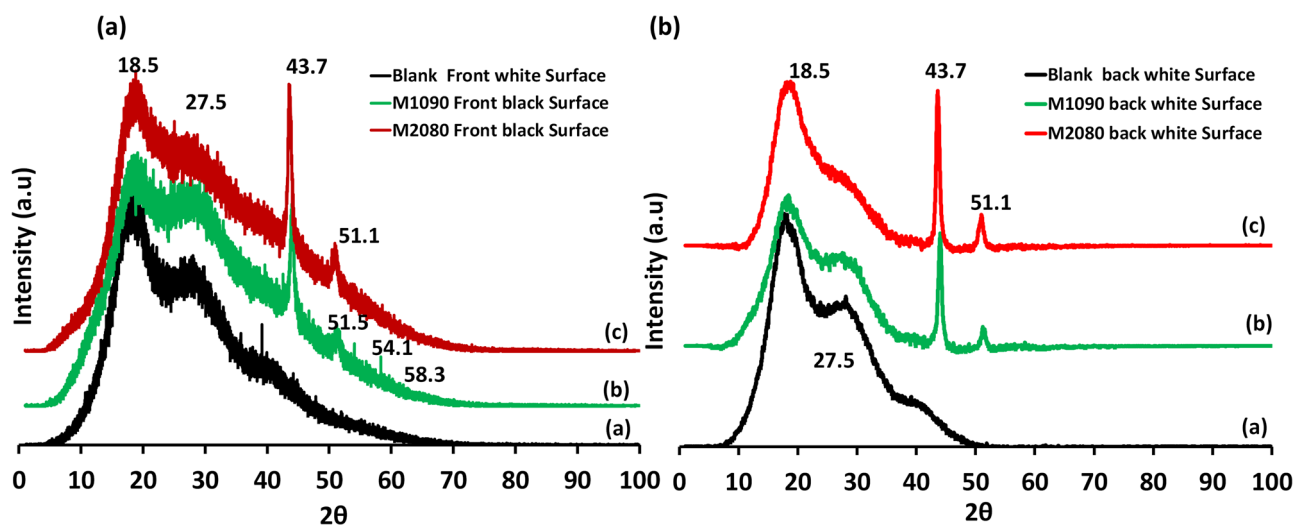 (a)
18.5
27.5
43.7
Blank Front white Surface
M1090 Front black Surface
M2080 Front black Surface
51.1
51.5
54.1
58.3
(c)
(b)
(a)
Intensity (a.u)
0 10 20 30 40 50 60 70 80 90 100
2θ
(b)
18.5
43.7
Blank back white Surface
M1090 back white Surface
M2080 back white Surface
51.1
27.5
(c)
(b)
(a)
Intensity (a.u)
0 10 20 30 40 50 60 70 80 90 100
2θ